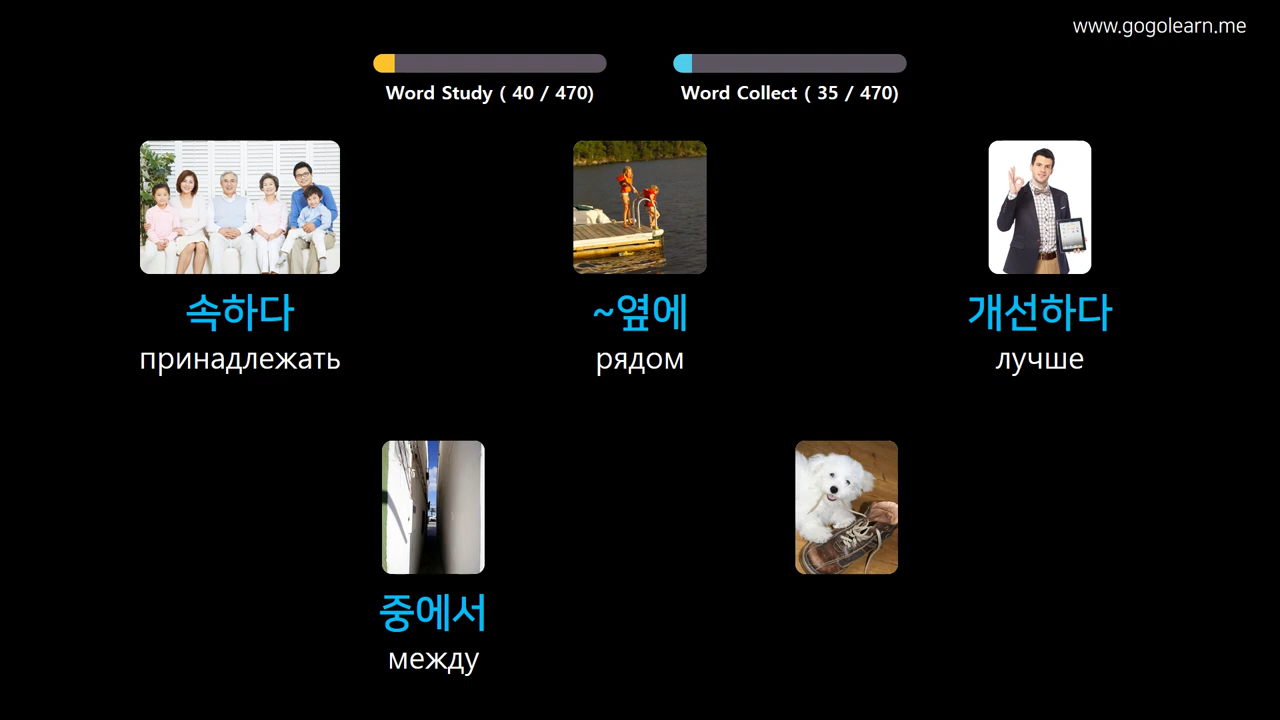 www.gogolearn.me
Word Study ( 40 / 470)
Word Collect ( 35 / 470)
속하다
принадлежать
~옆에
рядом
개선하다
лучше
중에서
между